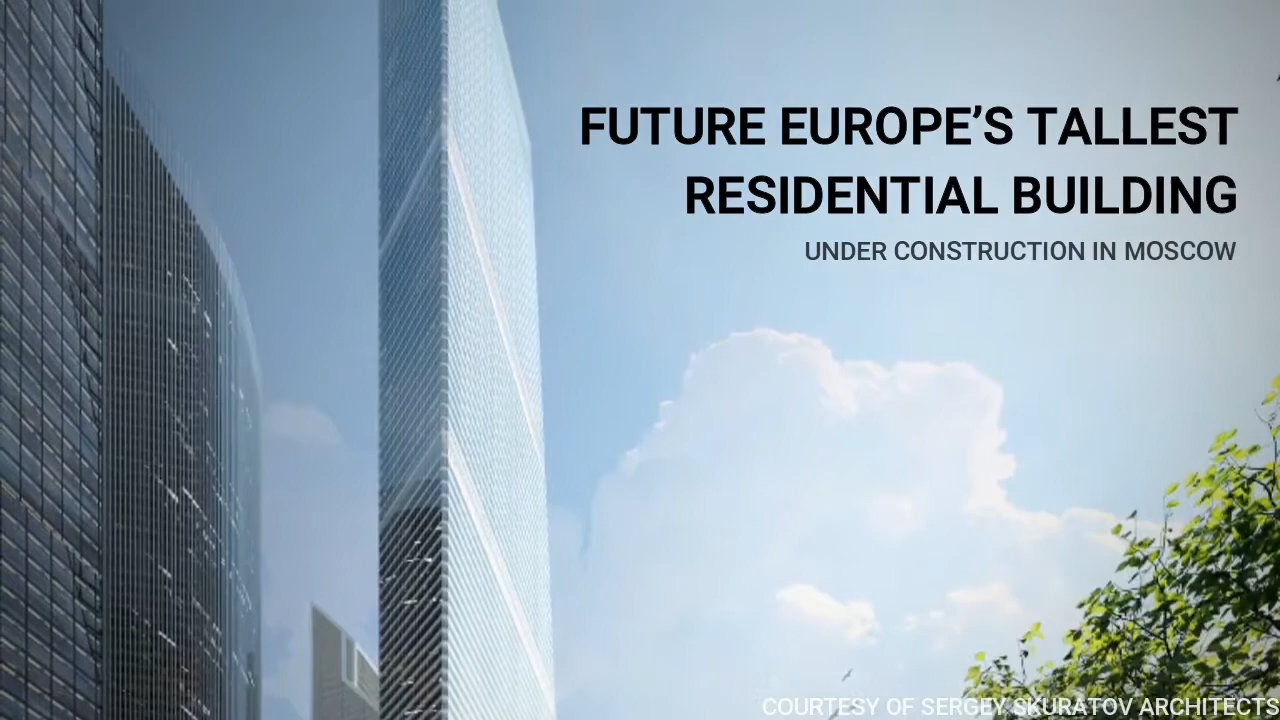 FUTURE EUROPE’S TALLEST
RESIDENTIAL BUILDING
UNDER CONSTRUCTION IN MOSCOW
COURTESY OF SERGEY SKURATOV ARCHITECTS